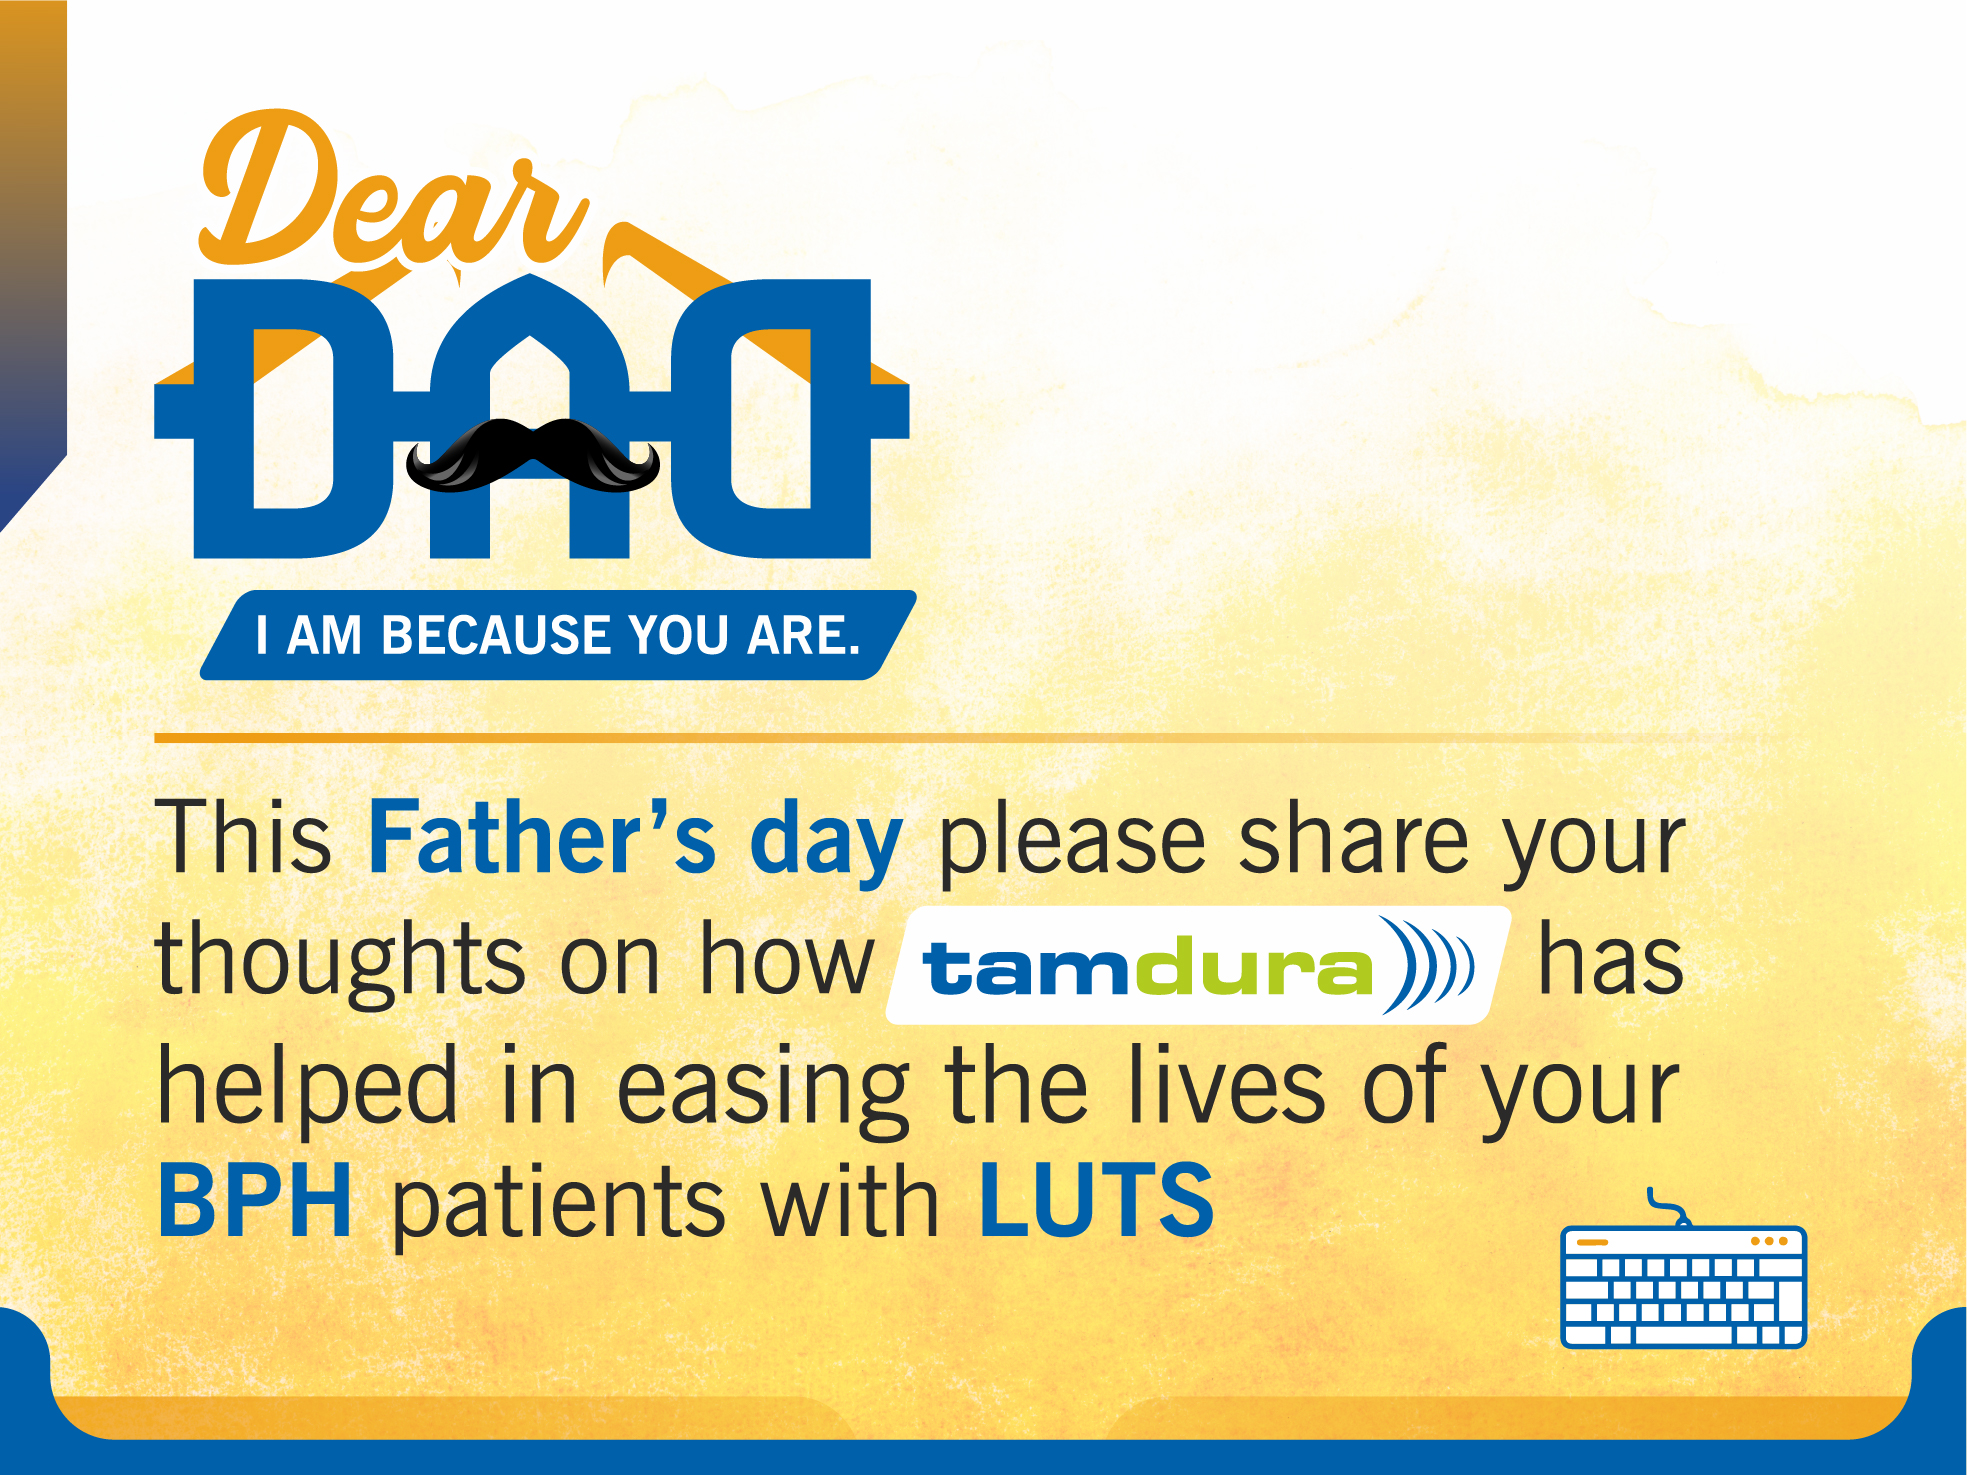 Dear
DAD
I AM BECAUSE YOU ARE.
This Father's day please share your
thoughts on how tamdura has
helped in easing the lives of your
BPH patients with LUTS